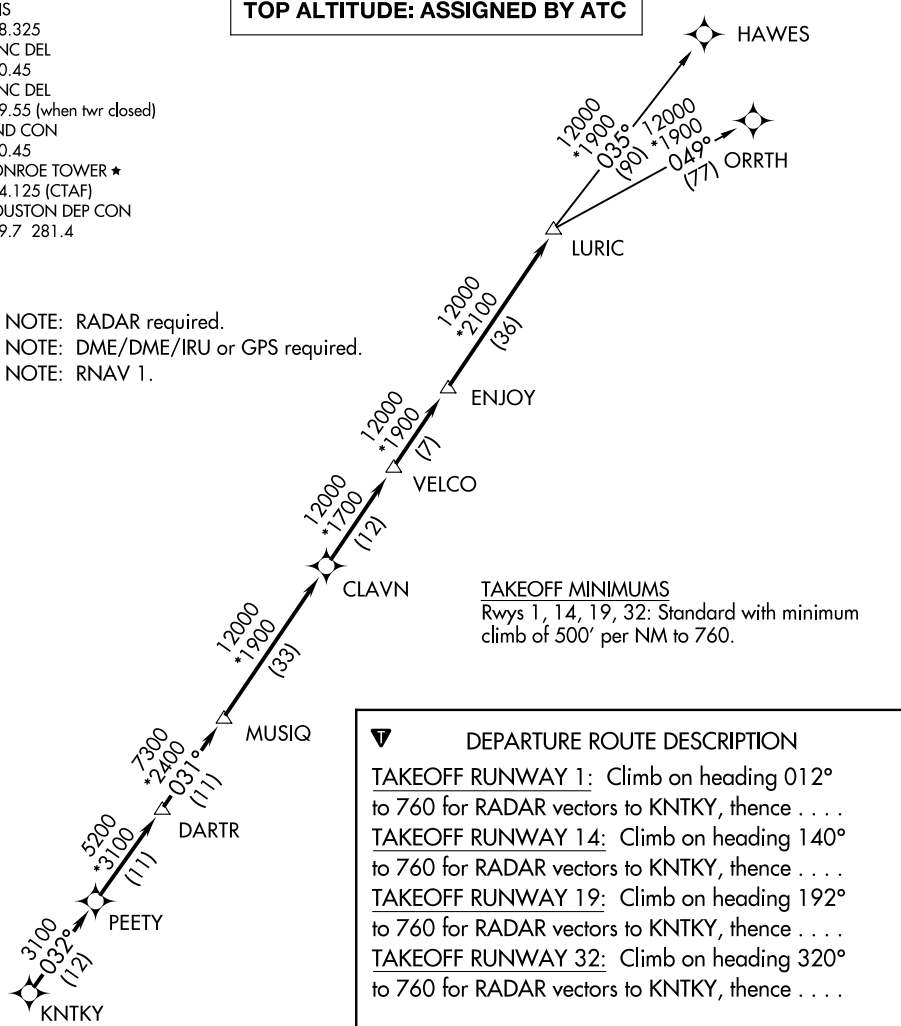 TOP ALTITUDE: ASSIGNED BY ATC
8.325
NC DEL
0.45
NC DEL
9.55 (when twr closed)
ND CON
0.45
ONROE TOWER ★
4.125 (CTAF)
OUSTON DEP CON
9.7 281.4
NOTE: RADAR required.
NOTE: DME/DME/IRU or GPS required.
NOTE: RNAV 1.
HAWES
12000
*1900
035°
(90)
12000
*1900
049°
(77)
ORRTH
LURIC
12000
*2100
(36)
ENJOY
12000
*1900
(7)
VELCO
12000
*1700
(12)
CLAVN
12000
*1900
(33)
MUSIQ
7300
*2400
031°
(11)
DARTR
5200
*3100
(11)
PEETY
3100
032°
(12)
KNTKY
TAKEOFF MINIMUMS
Rwys 1, 14, 19, 32: Standard with minimum
climb of 500' per NM to 760.
T
DEPARTURE ROUTE DESCRIPTION
TAKEOFF RUNWAY 1: Climb on heading 012°
to 760 for RADAR vectors to KNTKY, thence . . . .
TAKEOFF RUNWAY 14: Climb on heading 140°
to 760 for RADAR vectors to KNTKY, thence . . . .
TAKEOFF RUNWAY 19: Climb on heading 192°
to 760 for RADAR vectors to KNTKY, thence . . . .
TAKEOFF RUNWAY 32: Climb on heading 320°
to 760 for RADAR vectors to KNTKY, thence . . . .